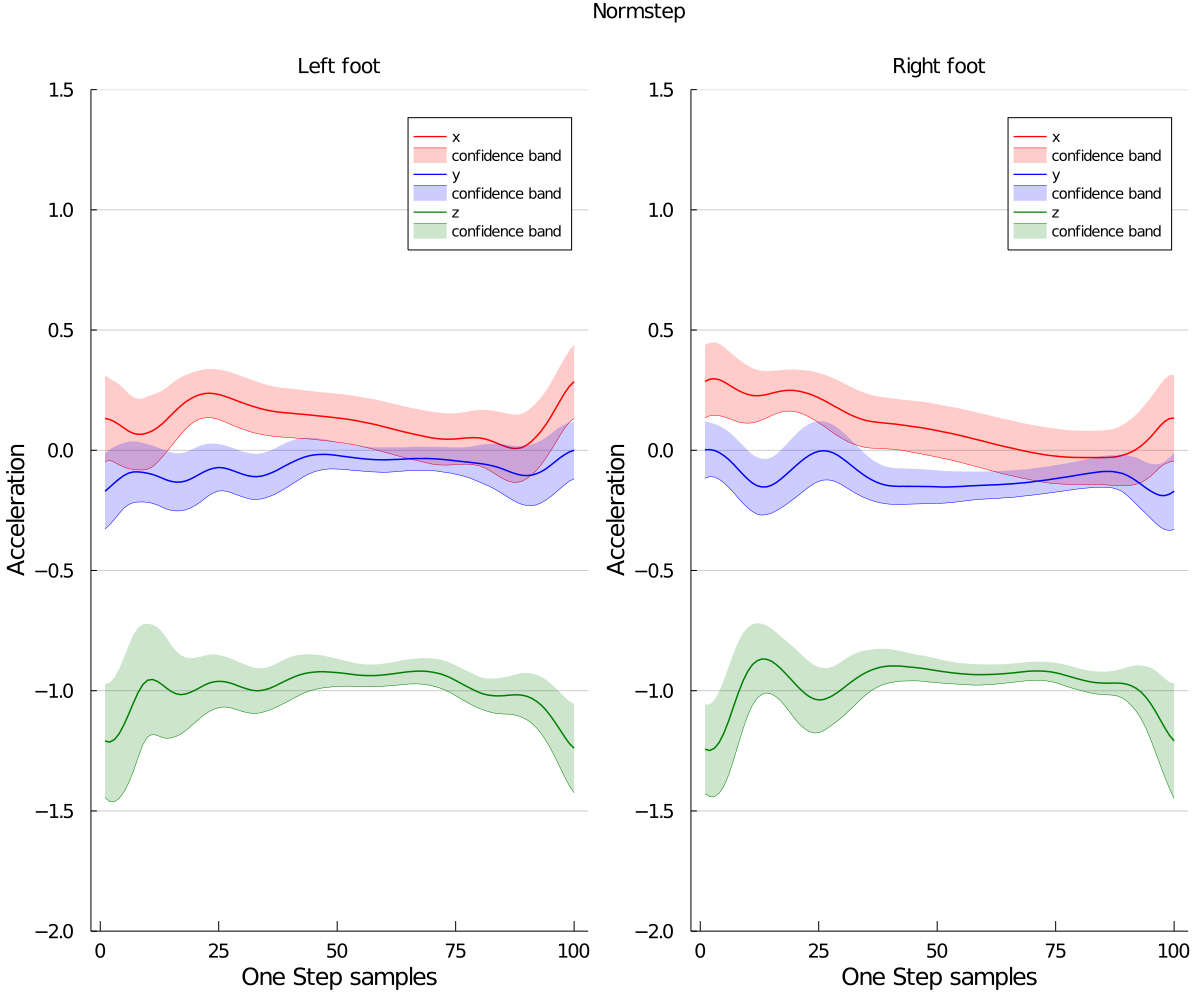 Normstep
Left foot
1.5
1.0
0.5
0.0
−0.5
−1.0
−1.5
−2.0
Acceleration
x
confidence band
y
confidence band
z
confidence band
0 25 50 75 100
One Step samples
Right foot
1.5
1.0
0.5
0.0
−0.5
−1.0
−1.5
−2.0
Acceleration
x
confidence band
y
confidence band
z
confidence band
0 25 50 75 100
One Step samples